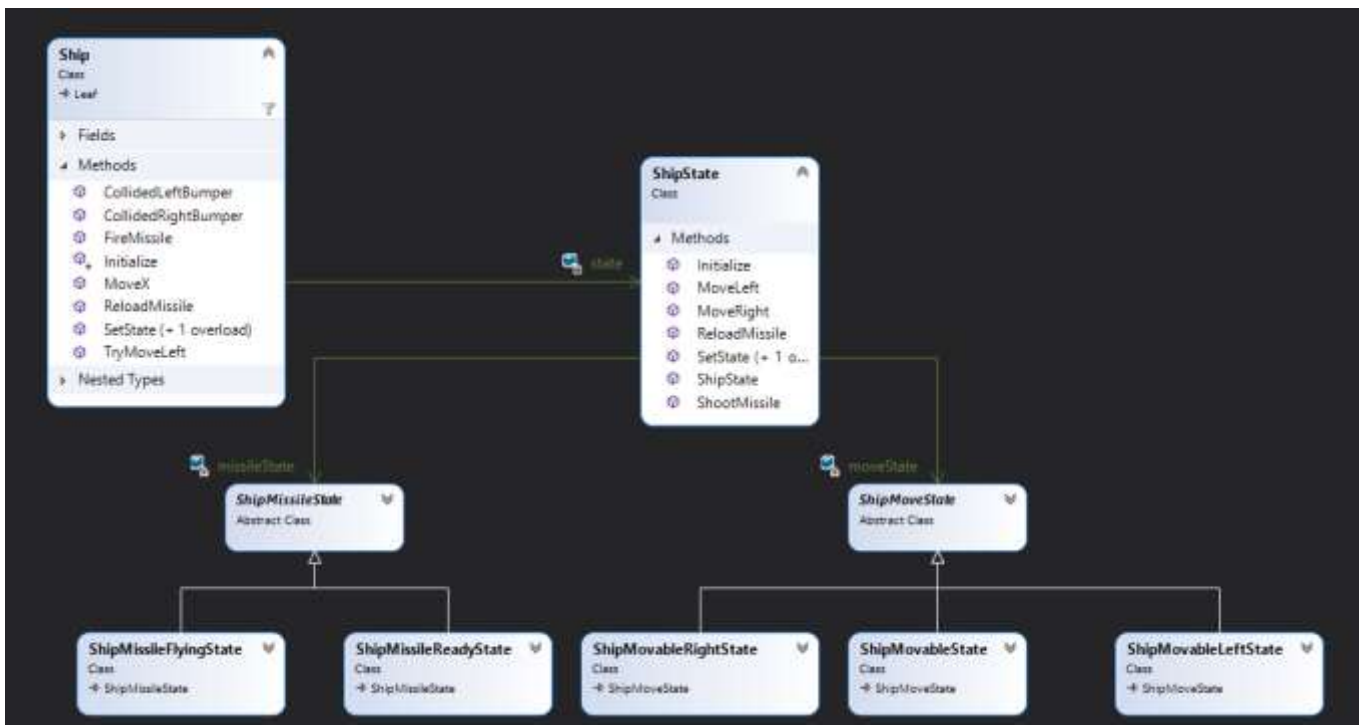 Ship
Class
Leaf
Fields
Methods
CollidedLeftBumper
CollidedRightBumper
FireMissile
Initialize
MoveX
ReloadMissile
SetState (+ 1 overload)
TryMoveLeft
Nested Types
state
ShipState
Class
Methods
Initialize
MoveLeft
MoveRight
ReloadMissile
SetState (+ 1 o...
ShipState
ShootMissile
missileState
moveState
ShipMissileState
Abstract Class
ShipMoveState
Abstract Class
ShipMissileFlyingState
Class
ShipMissileState
ShipMissileReadyState
Class
ShipMissileState
ShipMovableRightState
Class
ShipMoveState
ShipMovableState
Class
ShipMoveState
ShipMovableLeftState
Class
ShipMoveState